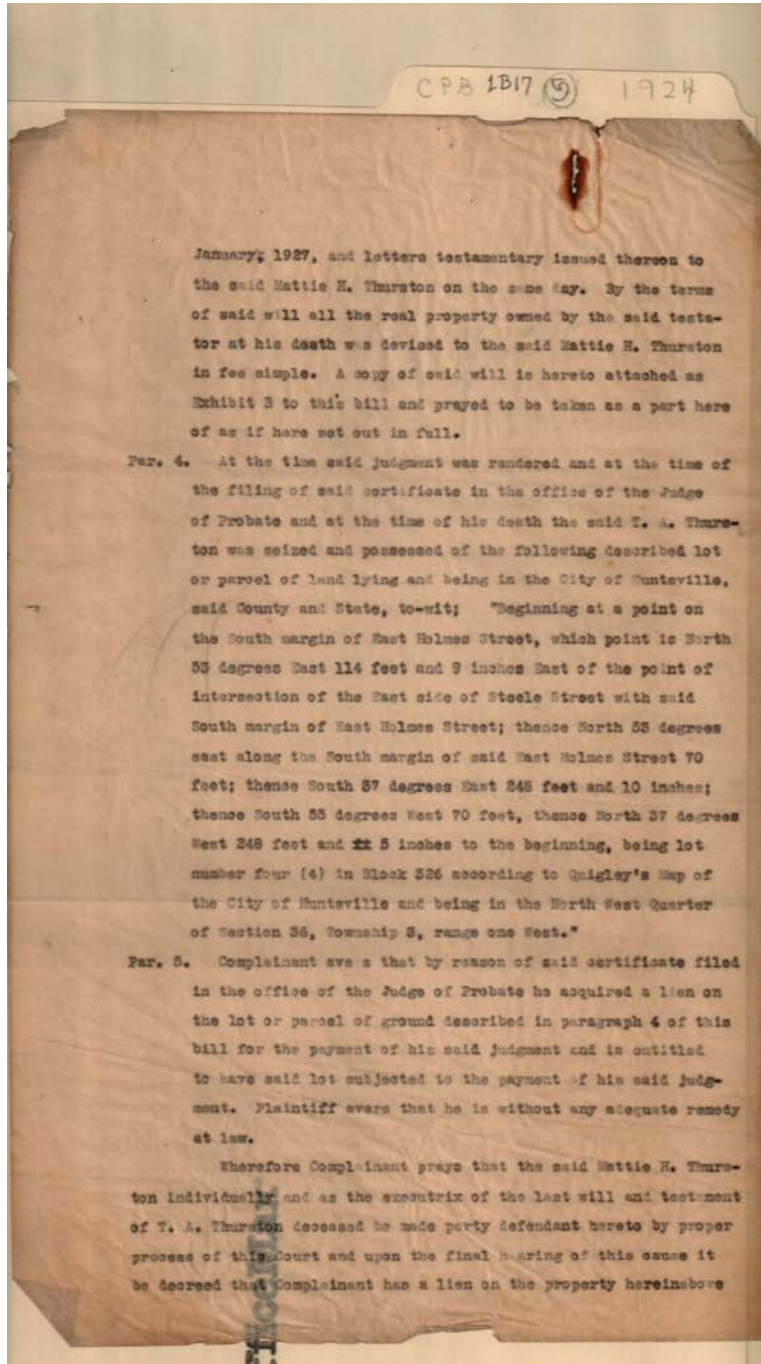 CPB 1B17 5 1924
January, 1927, and letters testamentary issued thereon to
the said Mattie H. Thurston on the same day. By the terms
of said will all the real property owned by the said testa-
tor at his death was devised to the said Mattie H. Thurston
in fee simple. A copy of said will is hereto attached as
Exhibit 3 to this bill and prayed to be taken as a part here
of as if here set out in full.
Par. 4. At the time said judgment was rendered and at the time of
the filing of said certificate in the office of the Judge
of Probate and at the time of his death the said T. A. Thurs-
ton was seized and possessed of the following described lot
or parcel of land lying and being in the City of Huntsville,
said County and State, to-wit; "Beginning at a point on
the South margin of East Holmes Street, which point is North
53 degrees East 114 feet and 9 inches East of the point of
intersection of the East side of Steele Street with said
South margin of East Holmes Street; thence North 53 degrees
east along the South margin of said East Holmes Street 70
feet; thence South 37 degrees East 248 feet and 10 inches;
thence South 53 degrees West 70 feet, thence North 37 degrees
West 248 feet and 5 inches to the beginning, being lot
number four (4) in Block 326 according to Quigley's Map of
the City of Huntsville and being in the North West Quarter
of Section 36, Township 3, range one West."
Par. 5. Complainant ave s that by reason of said certificate filed
in the office of the Judge of Probate he acquired a lien on
the lot or parcel of ground described in paragraph 4 of this
bill for the payment of his said judgment and is entitled
to have said lot subjected to the payment of his said judg-
ment. Plaintiff avers that he is without any adequate remedy
at law.
Wherefore Complainant prays that the said Mattie H. Thurs-
ton individually and as the executrix of the last will and testament
of T. A. Thurston deceased be made party defendant hereto by proper
process of this Court and upon the final hearing of this cause it
be decreed that Complainant has a lien on the property hereinabove